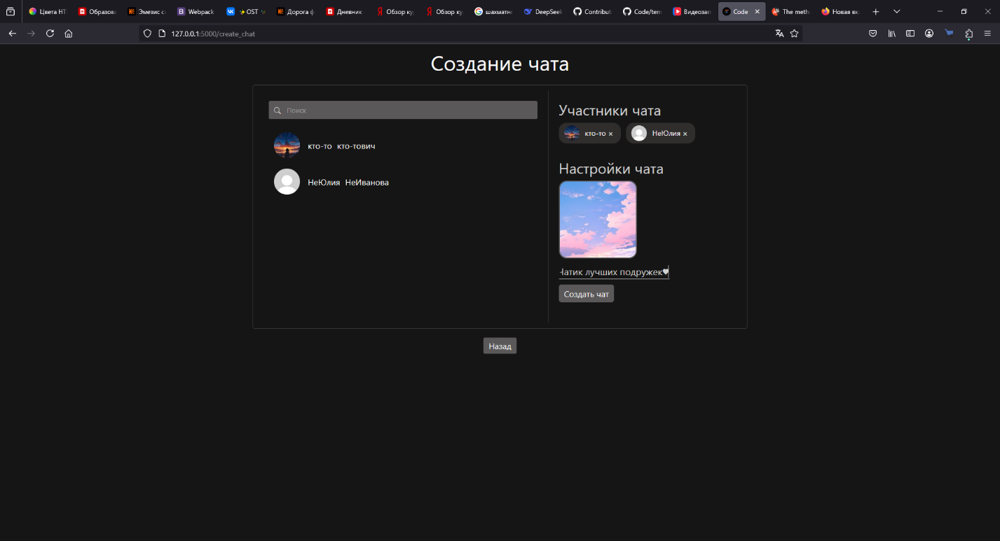 Цвета HT
Образова
Эмезис с
Webpack
✨OST
Дорога ф
Дневник
Обзор ку
Обзор ку
шахматно
DeepSeek
Contribut
Code/tem
Видеозап
Code
The meth
Новая вк
127.0.0.1:5000/create_chat
Создание чата
Поиск
кто-то кто-тович
НеЮлия НеИванова
Участники чата
кто-то × НеЮлия ×
Настройки чата
Чатик лучших подружек♥
Создать чат
Назад